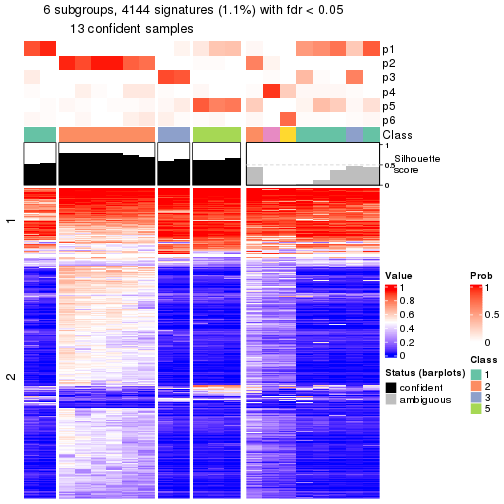 6 subgroups, 4144 signatures (1.1%) with fdr < 0.05
13 confident samples
p1
p2
p3
p4
p5
p6
Class
1
0.5
0
Silhouette
score
1
2
Value
1
0.8
0.6
0.4
0.2
0
Prob
1
0.5
0
Status (barplots)
confident
ambiguous
Class
1
2
3
5